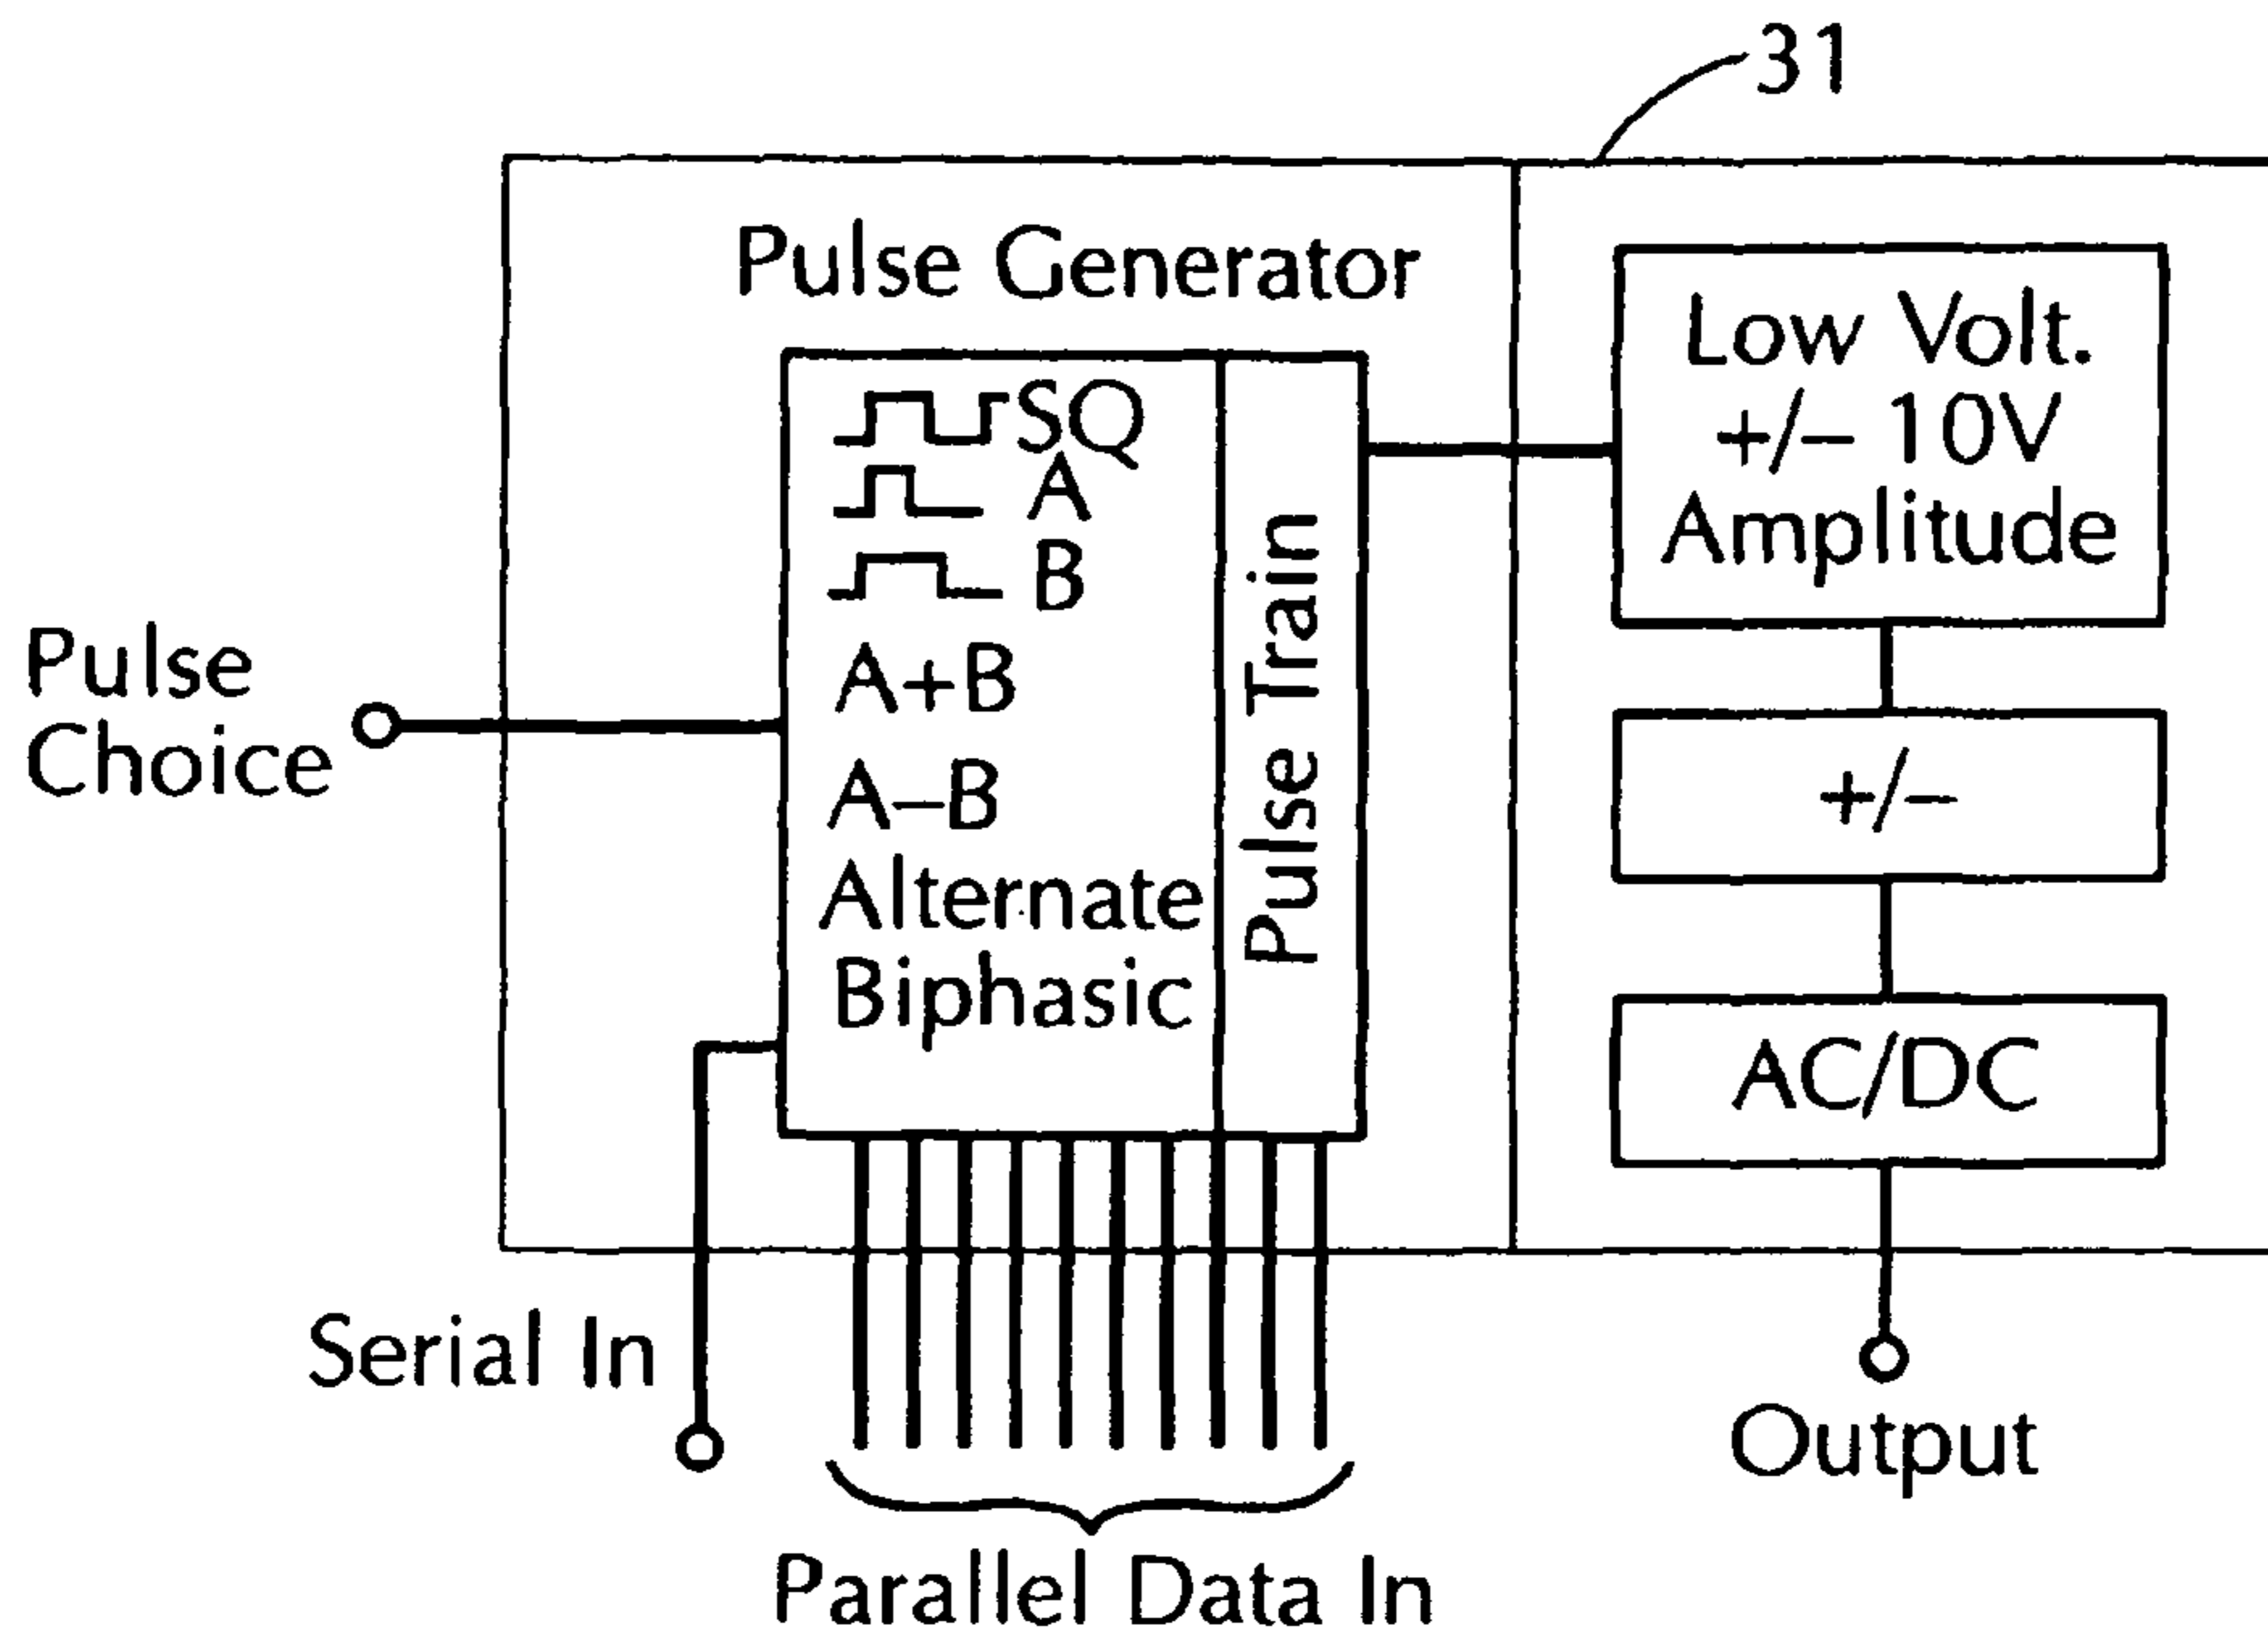 31
Pulse Generator
SQ
A
B
A+B
A–B
Alternate
Biphasic
Pulse Train
Low Volt.
+/– 10V
Amplitude
+/–
AC/DC
Pulse
Choice
Serial In
Parallel Data In
Output